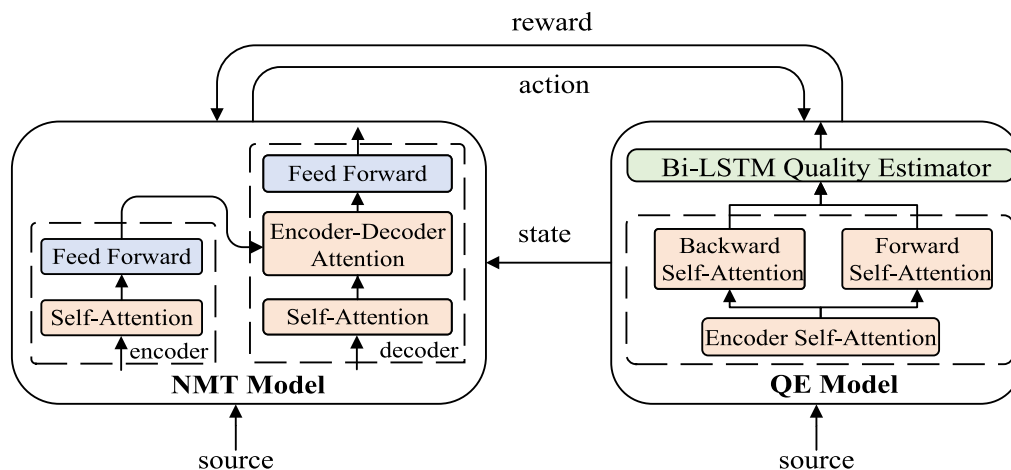 reward
action
Feed Forward
Encoder-Decoder
Attention
Self-Attention
decoder
Feed Forward
Self-Attention
encoder
NMT Model
source
state
Bi-LSTM Quality Estimator
Backward
Self-Attention
Forward
Self-Attention
Encoder Self-Attention
QE Model
source